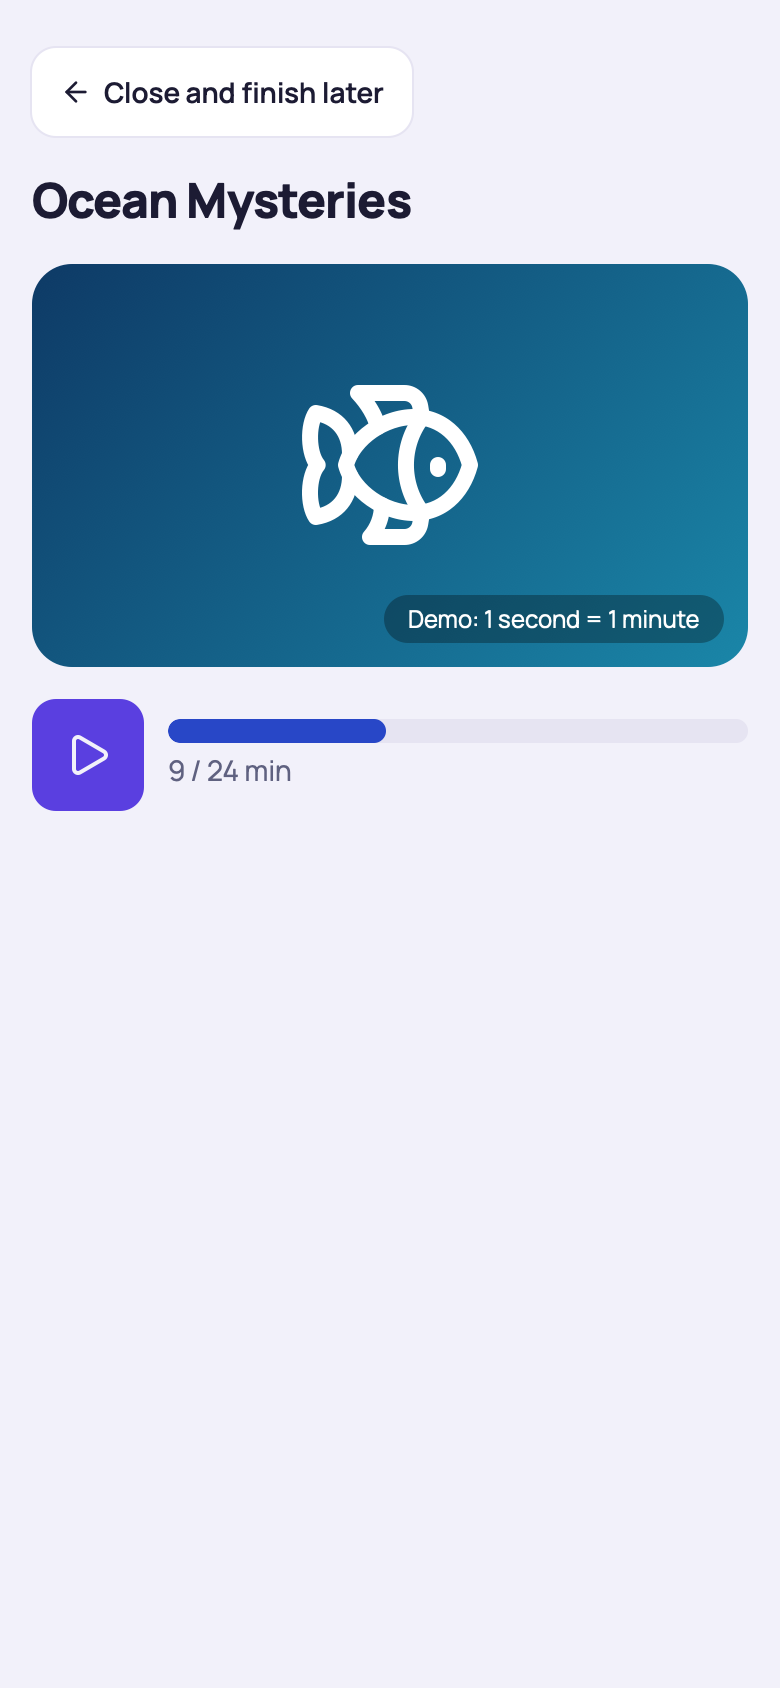 Close and finish later
Ocean Mysteries
Demo: 1 second = 1 minute
9 / 24 min